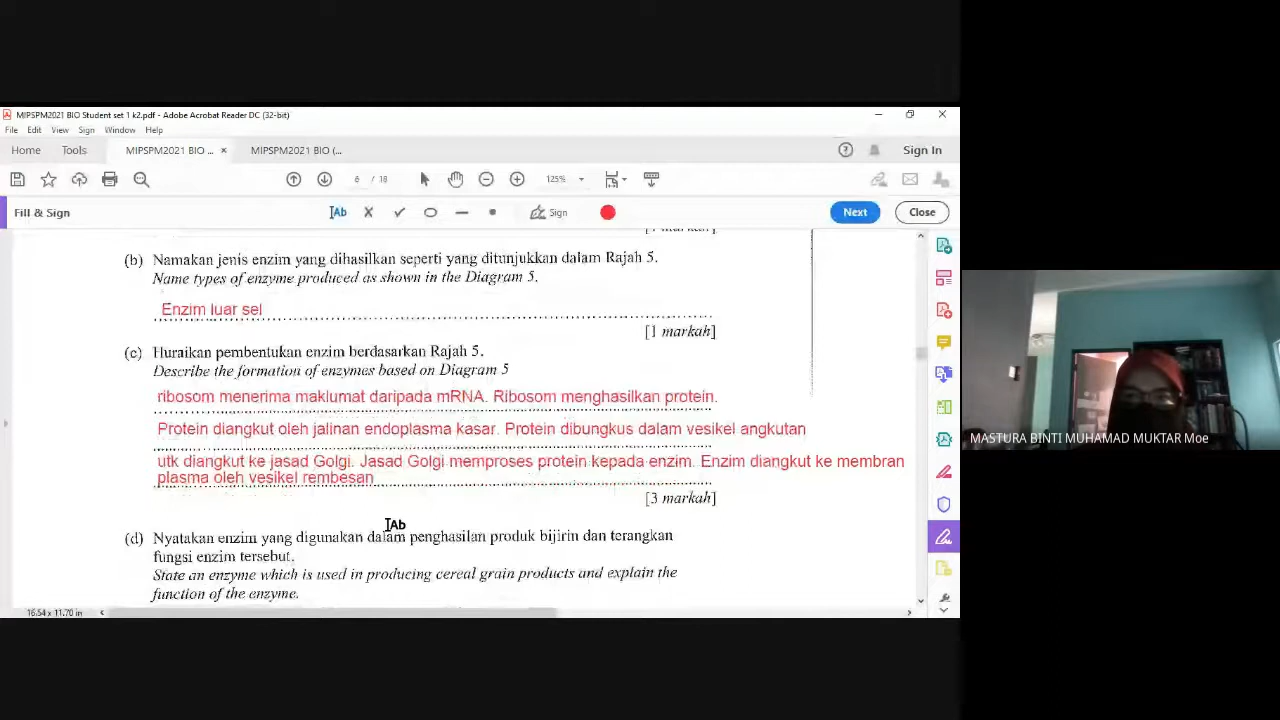 MIPSPM2021 BIO Student set 1 k2.pdf - Adobe Acrobat Reader DC (32-bit)
File Edit View Sign Window Help
Home Tools MIPSPM2021 BIO ... × MIPSPM2021 BIO (... Sign In
6 / 18 125%
Fill & Sign Ab Sign Next Close
(b) Namakan jenis enzim yang dihasilkan seperti yang ditunjukkan dalam Rajah 5.
Name types of enzyme produced as shown in the Diagram 5.
Enzim luar sel
[1 markah]
(c) Huraikan pembentukan enzim berdasarkan Rajah 5.
Describe the formation of enzymes based on Diagram 5
ribosom menerima maklumat daripada mRNA. Ribosom menghasilkan protein.
Protein diangkut oleh jalinan endoplasma kasar. Protein dibungkus dalam vesikel angkutan
utk diangkut ke jasad Golgi. Jasad Golgi memproses protein kepada enzim. Enzim diangkut ke membran
plasma oleh vesikel rembesan
[3 markah]
Ab
(d) Nyatakan enzim yang digunakan dalam penghasilan produk bijirin dan terangkan
fungsi enzim tersebut.
State an enzyme which is used in producing cereal grain products and explain the
function of the enzyme.
16.54 x 11.70 in
MASTURA BINTI MUHAMAD MUKTAR Moe